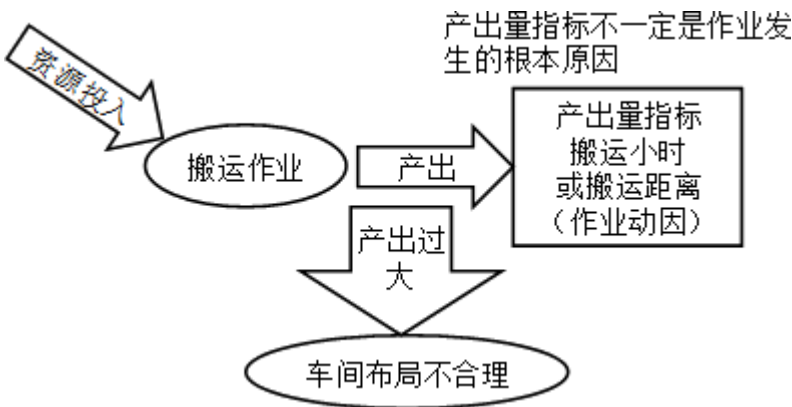 产出量指标不一定是作业发
生的根本原因
资源投入
搬运作业
产出
产出量指标
搬运小时
或搬运距离
（作业动因）
产出过
大
车间布局不合理